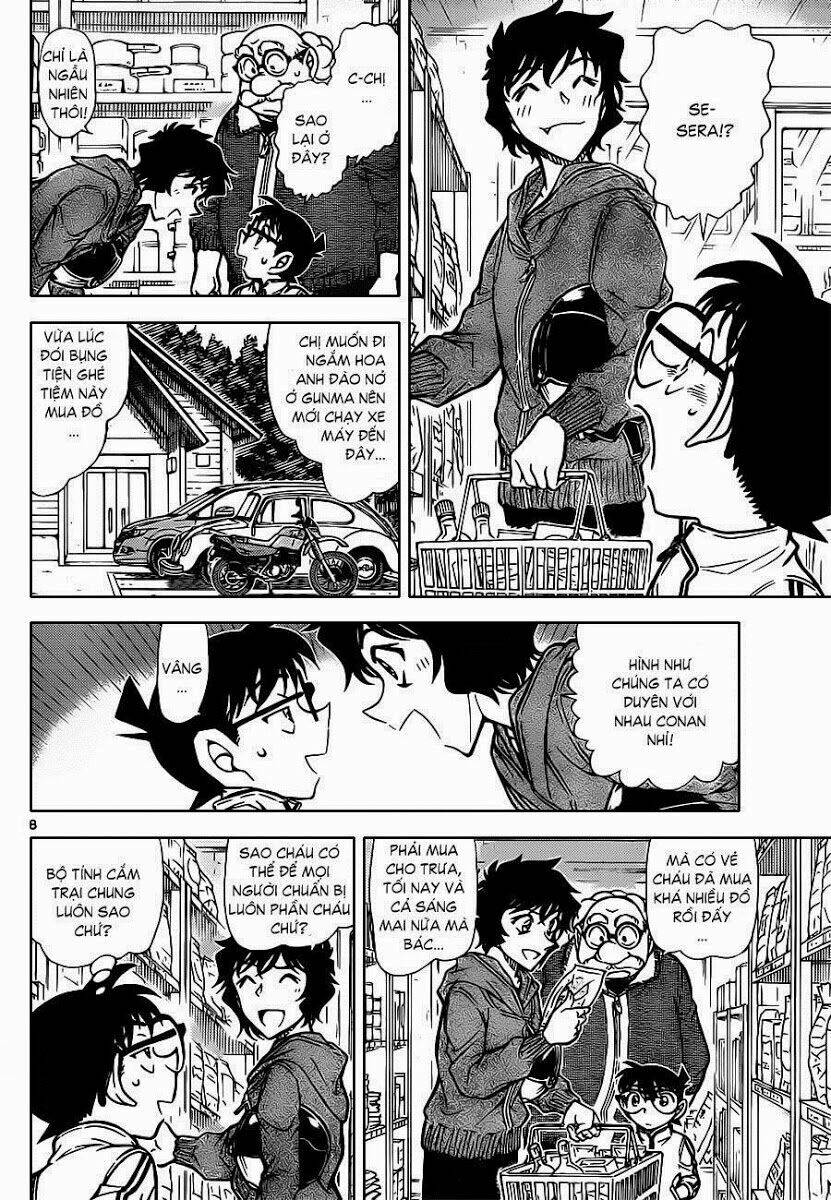 SE-
SERA!?
C-CHỊ
...
SAO
LẠI Ở
ĐÂY?
CHỈ LÀ
NGẪU
NHIÊN
THÔI!
CHỊ MUỐN ĐI
NGẮM HOA
ANH ĐÀO NỞ
Ở GUNMA NÊN
MỚI CHẠY XE
MÁY ĐẾN
ĐÂY...
VỪA LÚC
ĐÓI BỤNG
TIỆN GHÉ
TIỆM NÀY
MUA ĐỒ
...
HÌNH NHƯ
CHÚNG TA CÓ
DUYÊN VỚI
NHAU CONAN
NHỈ!
VÂNG
...
8
MÀ CÓ VẺ
CHÁU ĐÃ MUA
KHÁ NHIỀU ĐỒ
RỒI ĐẤY
...
PHẢI MUA
CHO TRƯA,
TỐI NAY VÀ
CẢ SÁNG
MAI NỮA MÀ
BÁC...
SAO CHÁU CÓ
THỂ ĐỂ MỌI
NGƯỜI CHUẨN BỊ
LUÔN PHẦN CHÁU
CHỨ?
BỘ TÍNH CẮM
TRẠI CHUNG
LUÔN SAO
CHỨ?